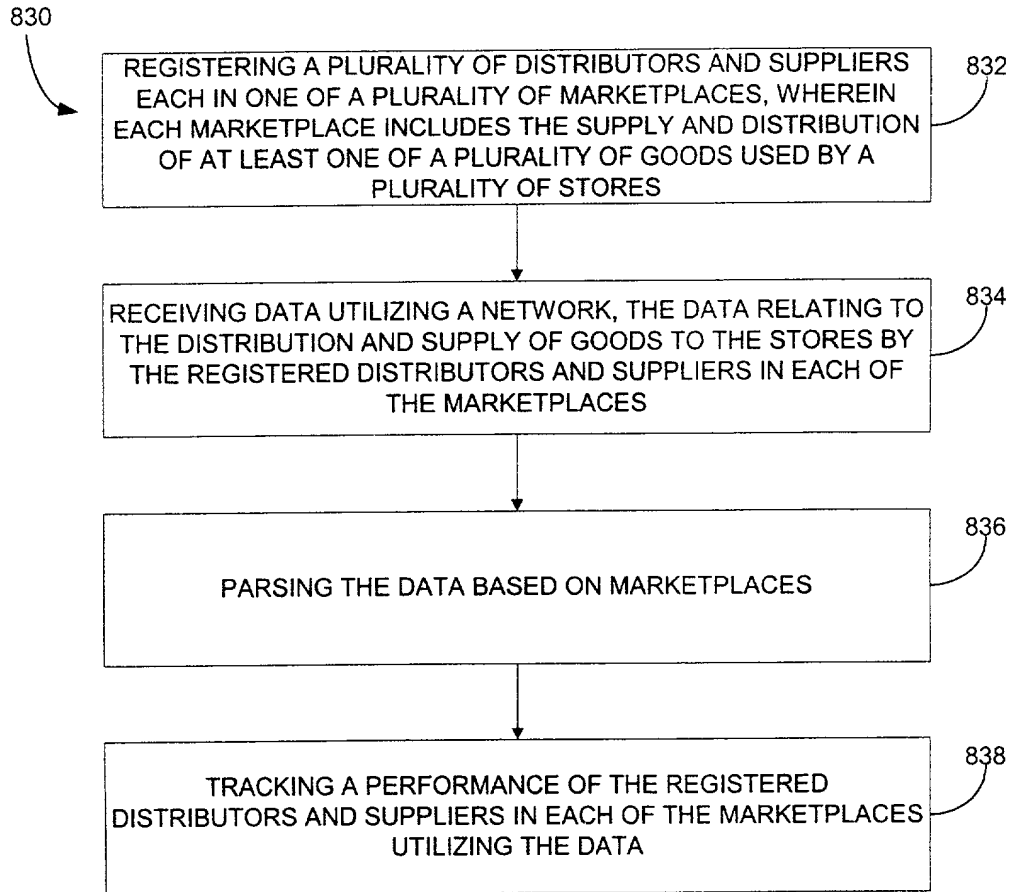 830
REGISTERING A PLURALITY OF DISTRIBUTORS AND SUPPLIERS
EACH IN ONE OF A PLURALITY OF MARKETPLACES, WHEREIN
EACH MARKETPLACE INCLUDES THE SUPPLY AND DISTRIBUTION
OF AT LEAST ONE OF A PLURALITY OF GOODS USED BY A
PLURALITY OF STORES
832
RECEIVING DATA UTILIZING A NETWORK, THE DATA RELATING TO
THE DISTRIBUTION AND SUPPLY OF GOODS TO THE STORES BY
THE REGISTERED DISTRIBUTORS AND SUPPLIERS IN EACH OF
THE MARKETPLACES
834
PARSING THE DATA BASED ON MARKETPLACES
836
TRACKING A PERFORMANCE OF THE REGISTERED
DISTRIBUTORS AND SUPPLIERS IN EACH OF THE MARKETPLACES
UTILIZING THE DATA
838